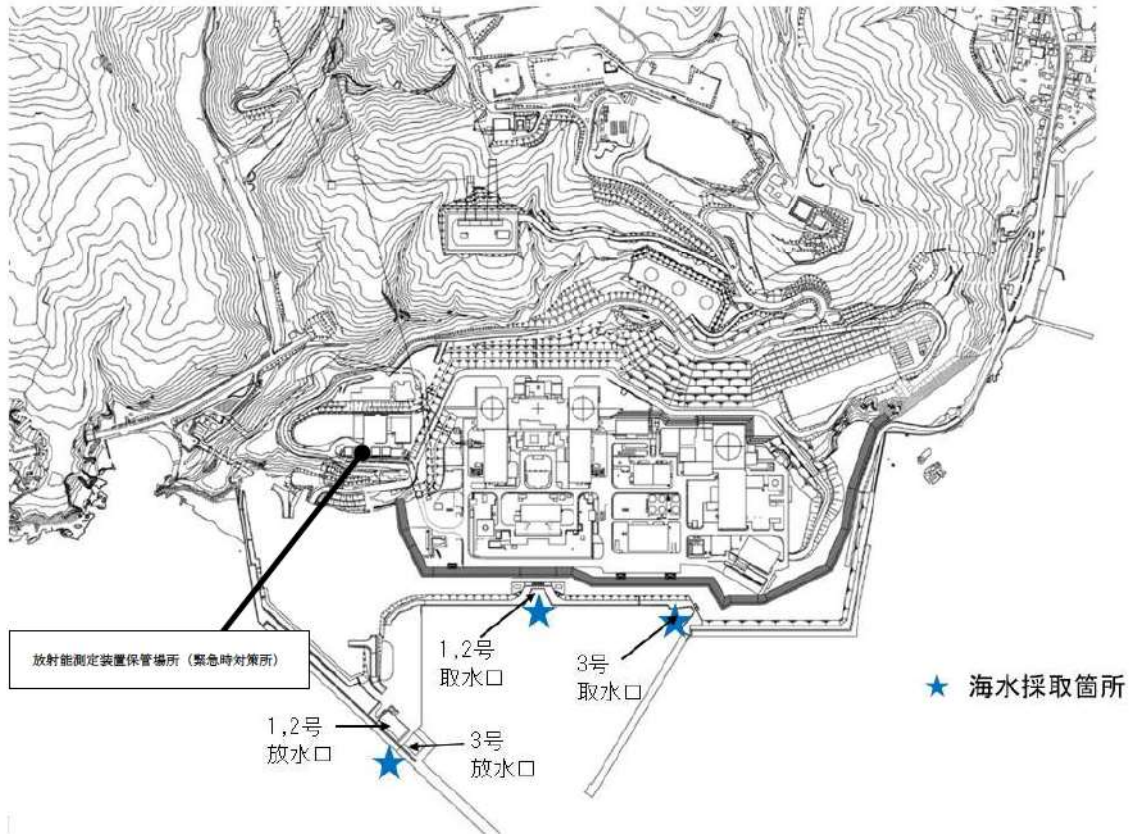 放射能測定装置保管場所（緊急時対策所）
1,2号
取水口
3号
取水口
★ 海水採取箇所
1,2号
放水口
3号
放水口